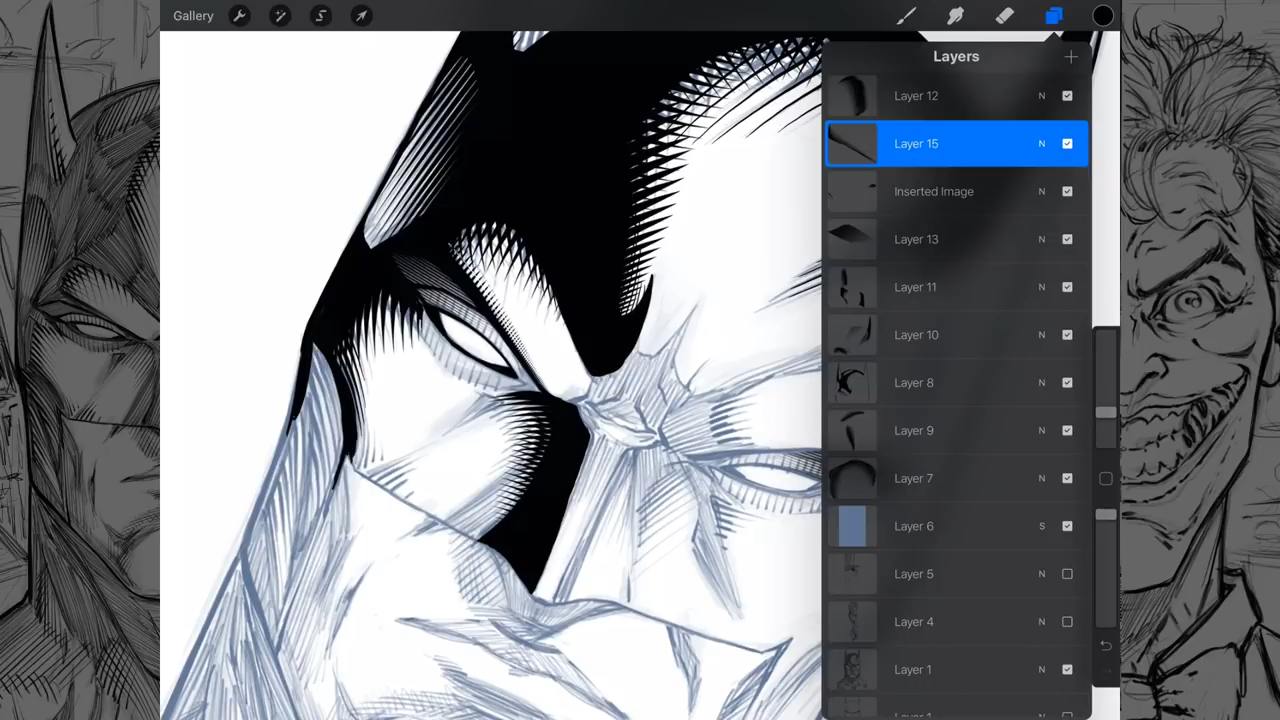 Gallery
Layers
Layer 12 N
Layer 15 N
Inserted Image N
Layer 13 N
Layer 11 N
Layer 10 N
Layer 8 N
Layer 9 N
Layer 7 N
Layer 6 S
Layer 5 N
Layer 4 N
Layer 1 N